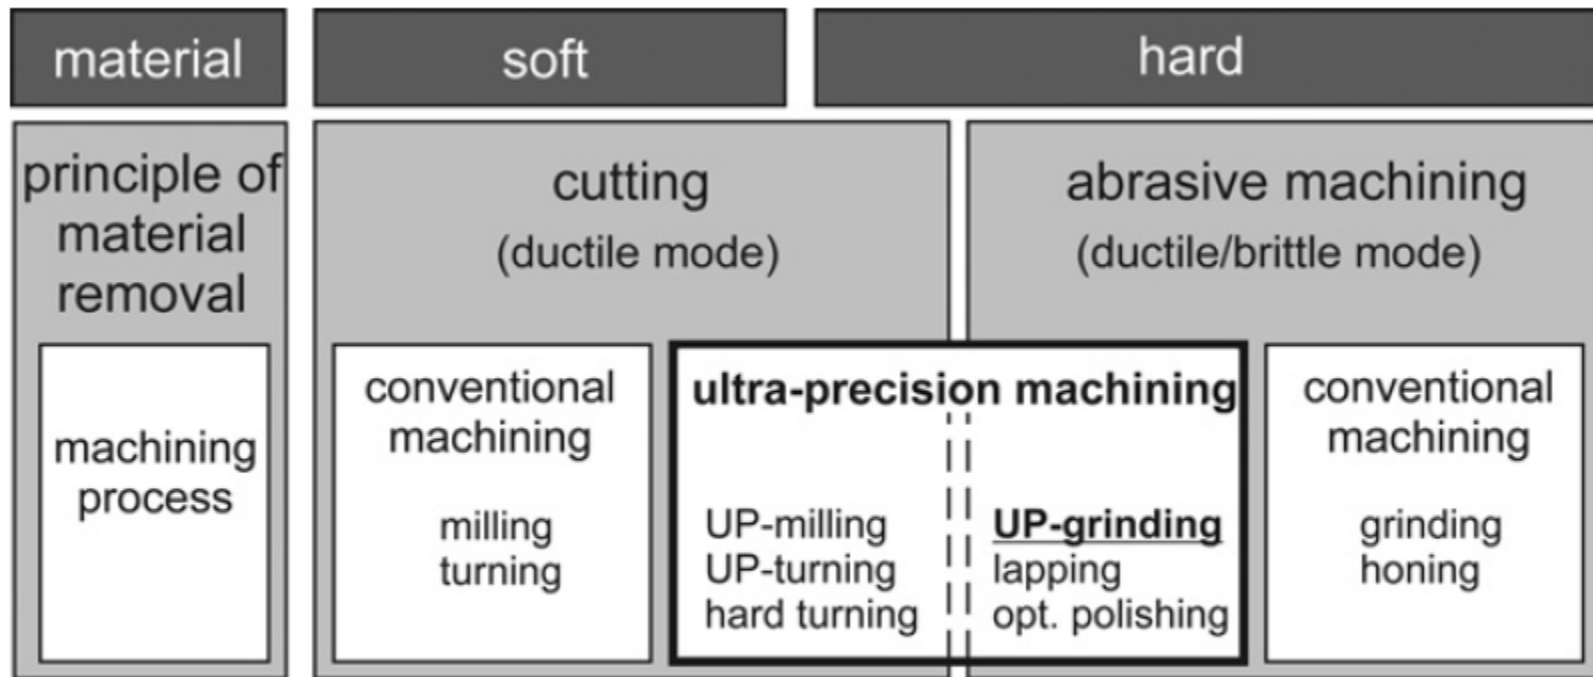 material
soft
hard
principle of
material
removal
cutting
(ductile mode)
abrasive machining
(ductile/brittle mode)
machining
process
conventional
machining
milling
turning
ultra-precision machining
UP-milling
UP-turning
hard turning
UP-grinding
lapping
opt. polishing
conventional
machining
grinding
honing